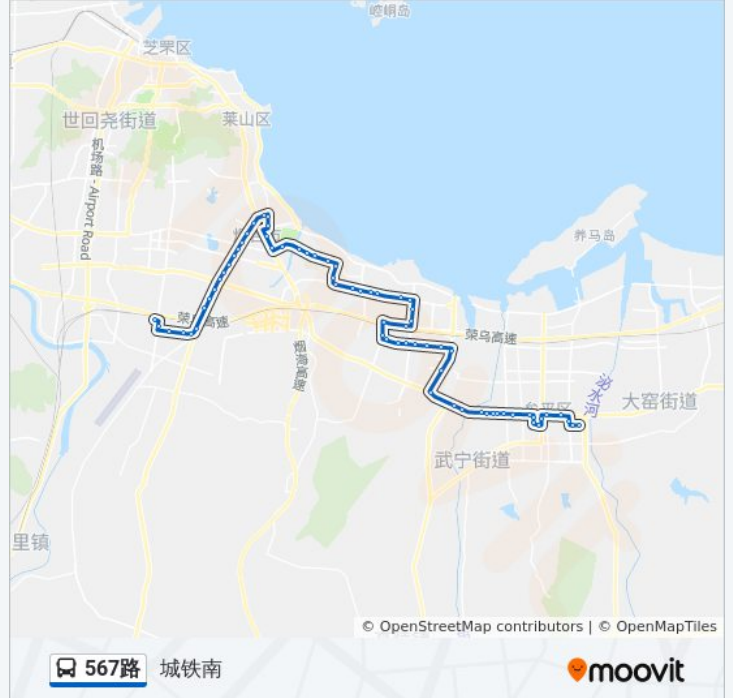 崆峒岛
芝罘区
世回尧街道
莱山区
机场路 - Airport Road
养马岛
荣乌高速
荣乌高速
烟海高速
沁水河
牟平区
大窑街道
武宁街道
里镇
© OpenStreetMap contributors | © OpenMapTiles
567路 城铁南
moovit